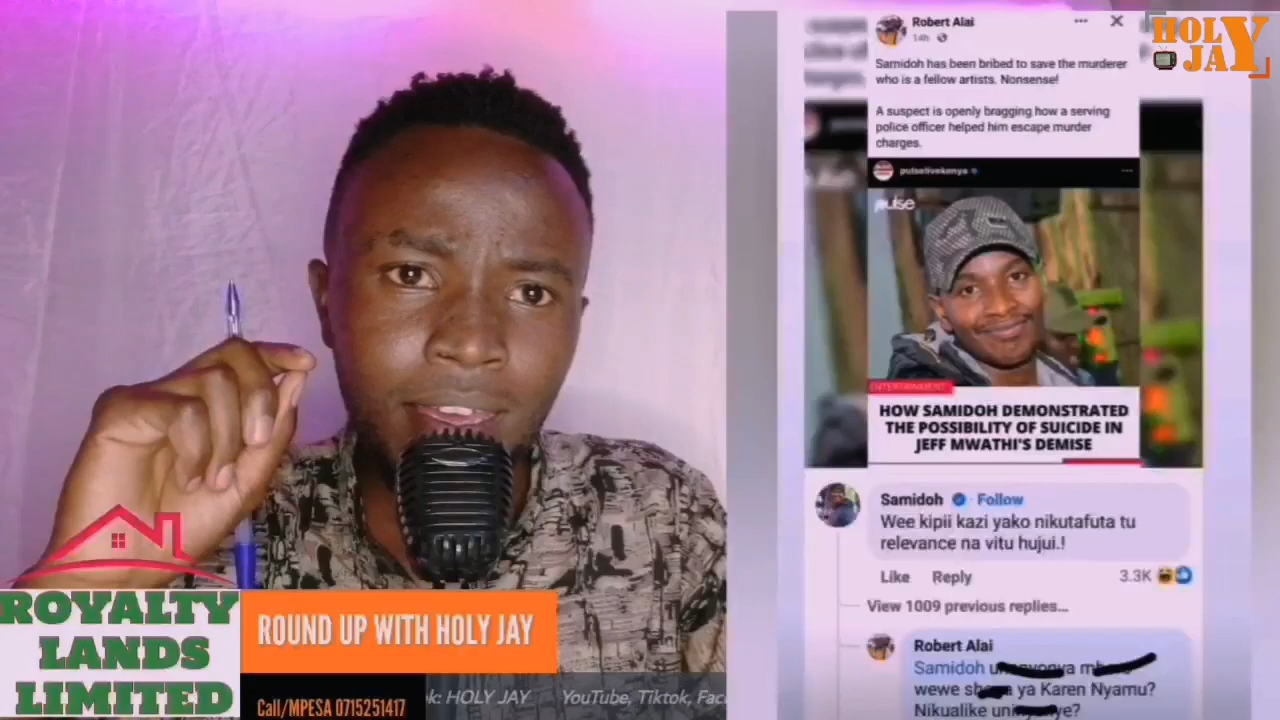 HOLY JAY
Robert Alai
14h
Samidoh has been bribed to save the murderer
who is a fellow artists. Nonsense!
A suspect is openly bragging how a serving
police officer helped him escape murder
charges.
pulselivekenya
pulse
ENTERTAINMENT
HOW SAMIDOH DEMONSTRATED
THE POSSIBILITY OF SUICIDE IN
JEFF MWATHI'S DEMISE
Samidoh Follow
Wee kipii kazi yako nikutafuta tu
relevance na vitu hujui.!
Like Reply 3.3K
View 1009 previous replies...
Robert Alai
Samidoh
wewe ya Karen Nyamu?
Nikualike
ROYALTY
LANDS
LIMITED
ROUND UP WITH HOLY JAY
Call/MPESA 0715251417
k: HOLY JAY YouTube, Tiktok, Fac